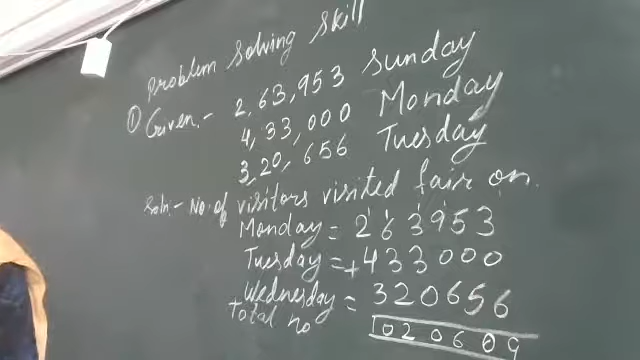 Problem Solving Skill
① Given:- 2,63,953 Sunday
4,33,000 Monday
3,20,656 Tuesday
Soln:- No. of visitors visited fair on.
Monday = 263953
Tuesday = +433000
Wednesday = 320656
Total no 1020609